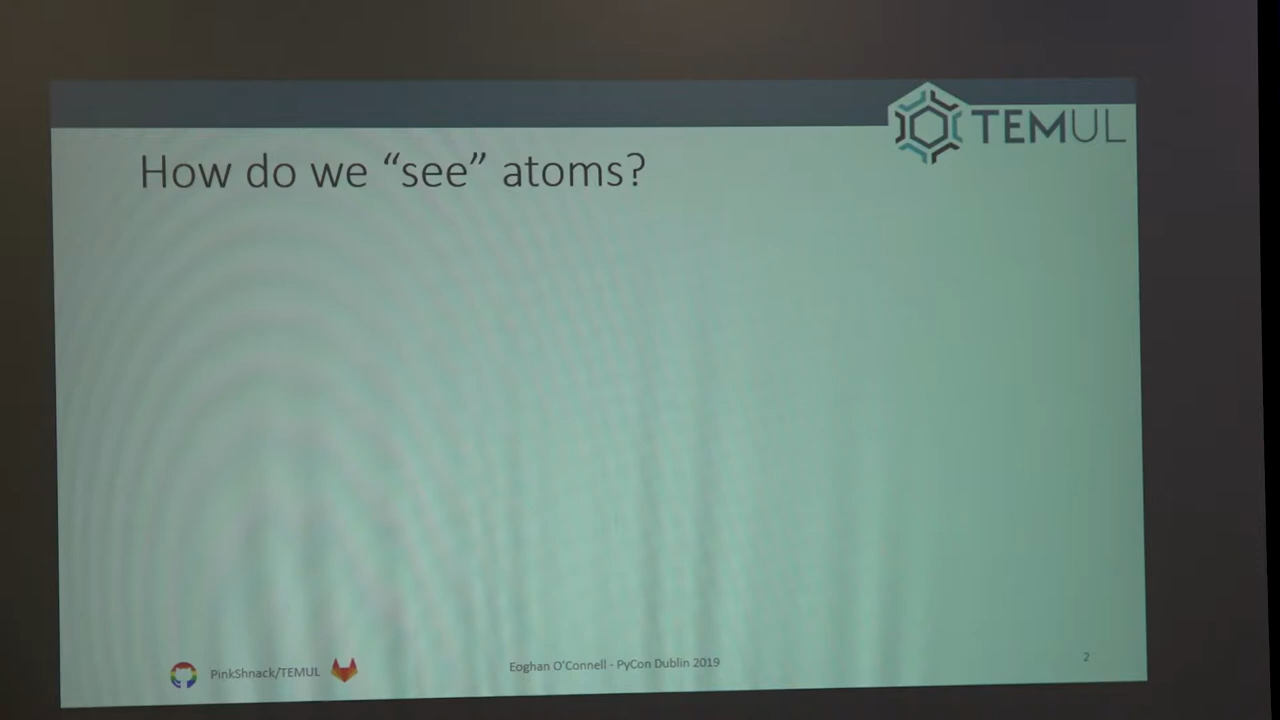 TEMUL
How do we “see” atoms?
PinkShnack/TEMUL
Eoghan O'Connell - PyCon Dublin 2019
2